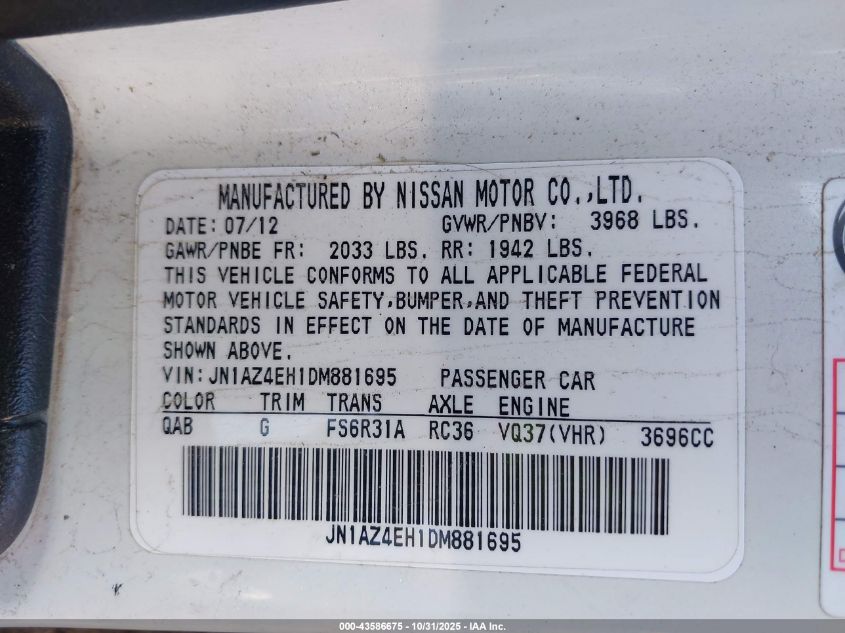 MANUFACTURED BY NISSAN MOTOR CO.,LTD.
DATE: 07/12 GVWR/PNBV: 3968 LBS.
GAWR/PNBE FR: 2033 LBS. RR: 1942 LBS.
THIS VEHICLE CONFORMS TO ALL APPLICABLE FEDERAL
MOTOR VEHICLE SAFETY,BUMPER,AND THEFT PREVENTION
STANDARDS IN EFFECT ON THE DATE OF MANUFACTURE
SHOWN ABOVE.
VIN:JN1AZ4EH1DM881695 PASSENGER CAR
COLOR TRIM TRANS AXLE ENGINE
QAB G FS6R31A RC36 VQ37(VHR) 3696CC
JN1AZ4EH1DM881695
000-43586675 - 10/31/2025 - IAA Inc.